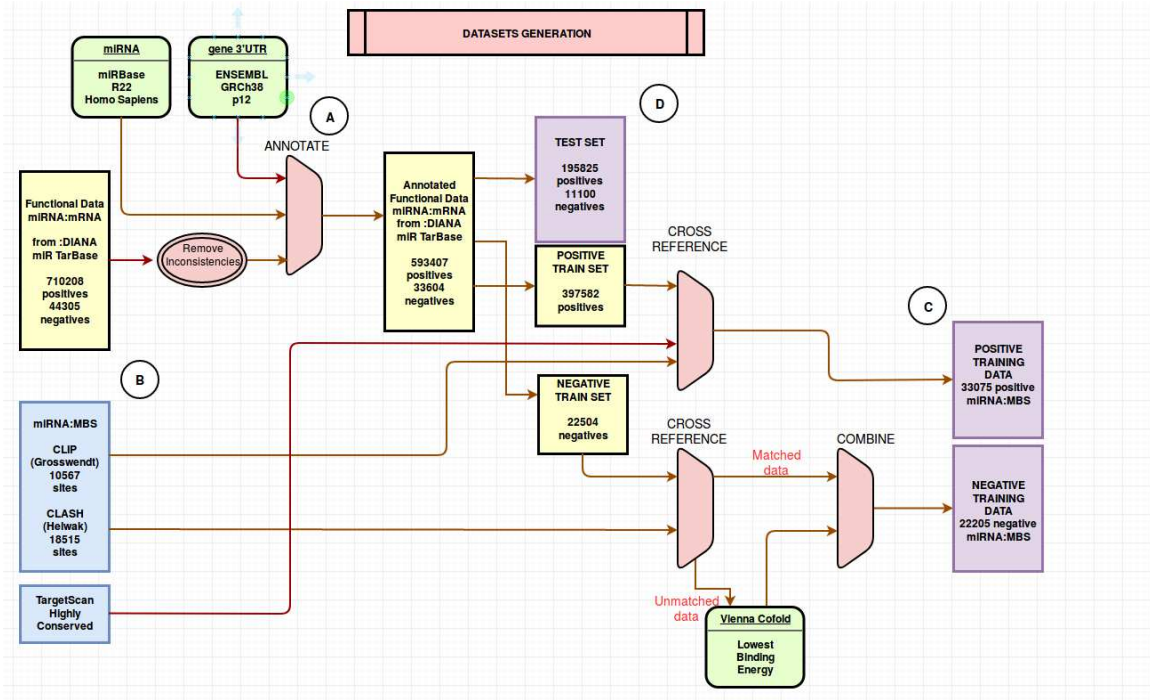 DATASETS GENERATION
miRNA
miRBase
R22
Homo Sapiens
gene 3'UTR
ENSEMBL
GRCh38
p12
A
ANNOTATE
Functional Data
miRNA:mRNA
from :DIANA
miR TarBase
710208
positives
44305
negatives
Remove
Inconsistencies
Annotated
Functional Data
miRNA:mRNA
from :DIANA
miR TarBase
593407
positives
33604
negatives
D
TEST SET
195825
positives
11100
negatives
POSITIVE
TRAIN SET
397582
positives
CROSS
REFERENCE
C
POSITIVE
TRAINING
DATA
33075 positive
miRNA:MBS
B
miRNA:MBS
CLIP
(Grosswendt)
10567
sites
CLASH
(Helwak)
18515
sites
TargetScan
Highly
Conserved
NEGATIVE
TRAIN SET
22504
negatives
CROSS
REFERENCE
Matched
data
COMBINE
NEGATIVE
TRAINING
DATA
22205 negative
miRNA:MBS
Unmatched
data
Vienna Cofold
Lowest
Binding
Energy